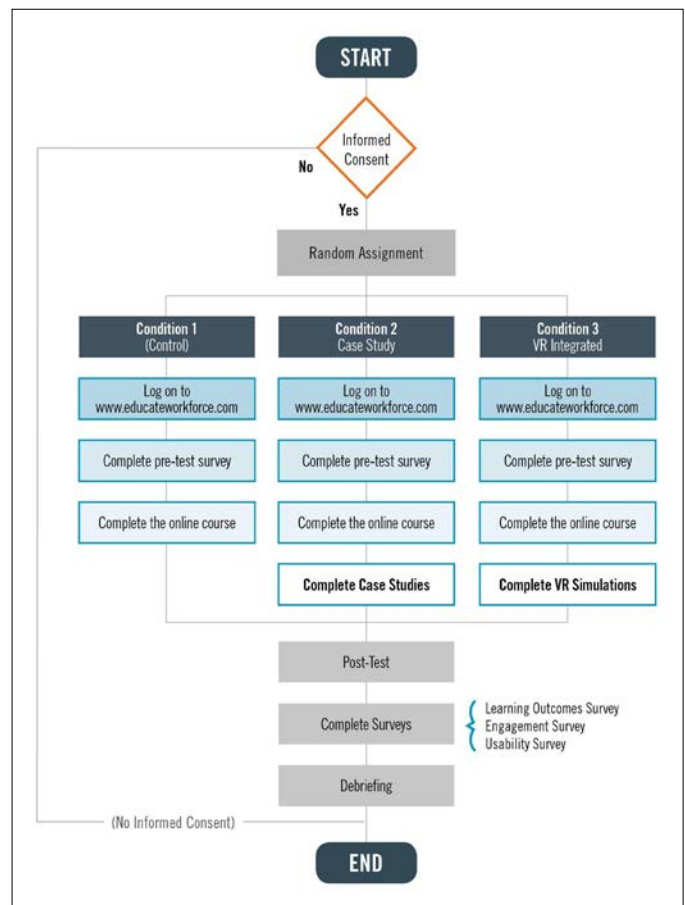 START
Informed
Consent
No
Yes
Random Assignment
Condition 1
(Control)
Condition 2
Case Study
Condition 3
VR Integrated
Log on to
www.educateworkforce.com
Log on to
www.educateworkforce.com
Log on to
www.educateworkforce.com
Complete pre-test survey
Complete pre-test survey
Complete pre-test survey
Complete the online course
Complete the online course
Complete the online course
Complete Case Studies
Complete VR Simulations
Post-Test
Complete Surveys
Learning Outcomes Survey
Engagement Survey
Usability Survey
Debriefing
(No Informed Consent)
END